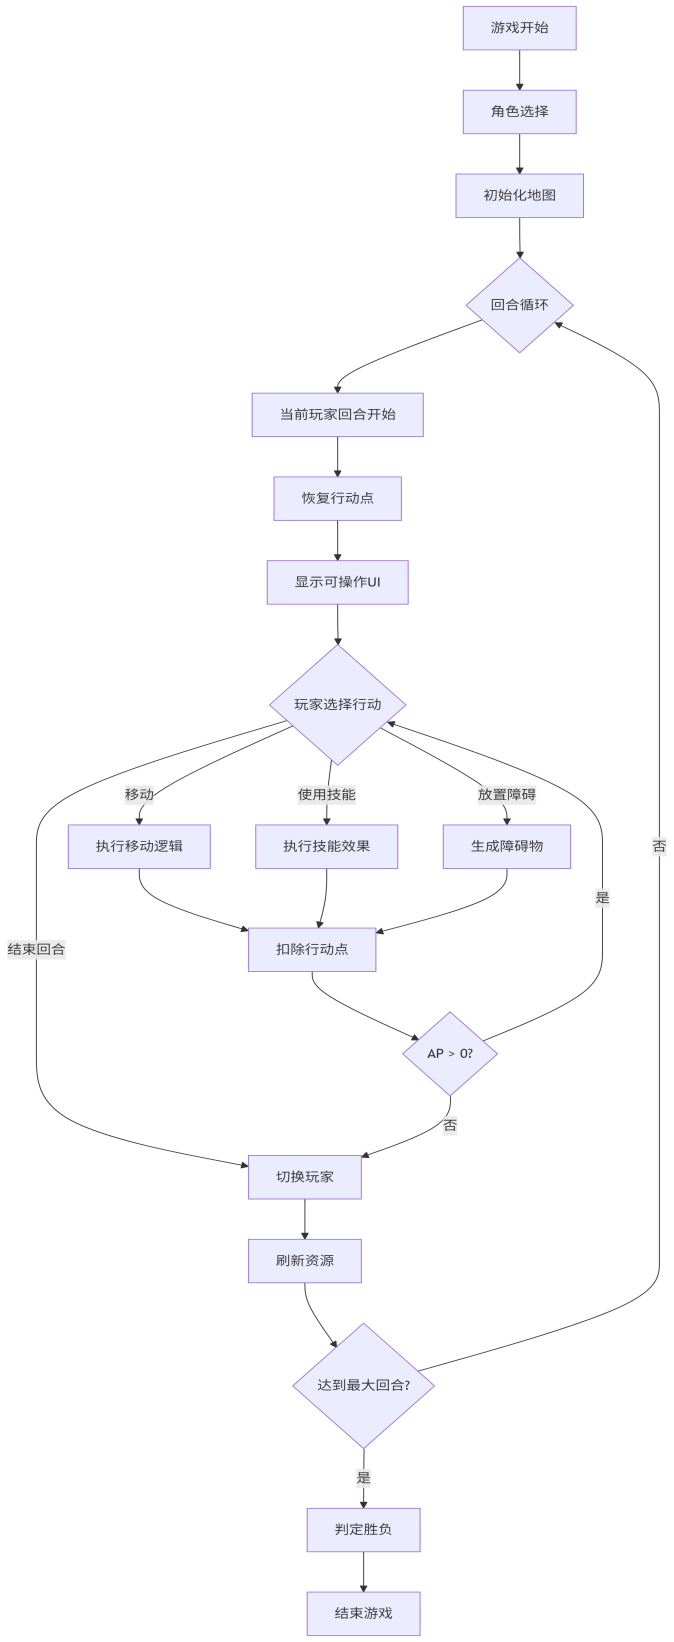 游戏开始
角色选择
初始化地图
回合循环
当前玩家回合开始
恢复行动点
显示可操作UI
玩家选择行动
移动
使用技能
放置障碍
执行移动逻辑
执行技能效果
生成障碍物
否
是
结束回合
扣除行动点
AP > 0?
否
切换玩家
刷新资源
达到最大回合?
是
判定胜负
结束游戏